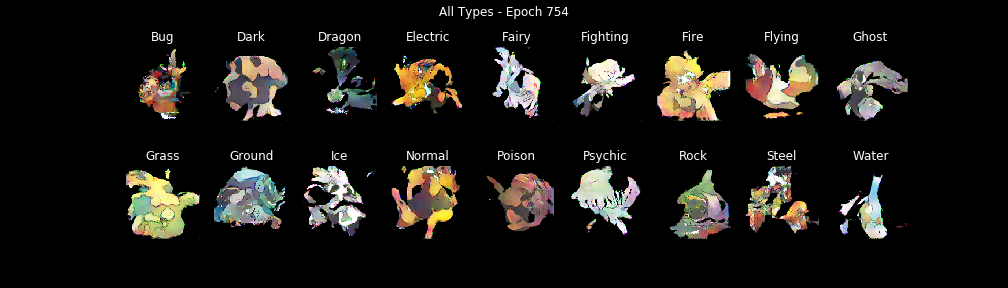 All Types - Epoch 754
Bug Dark Dragon Electric Fairy Fighting Fire Flying Ghost
Grass Ground Ice Normal Poison Psychic Rock Steel Water